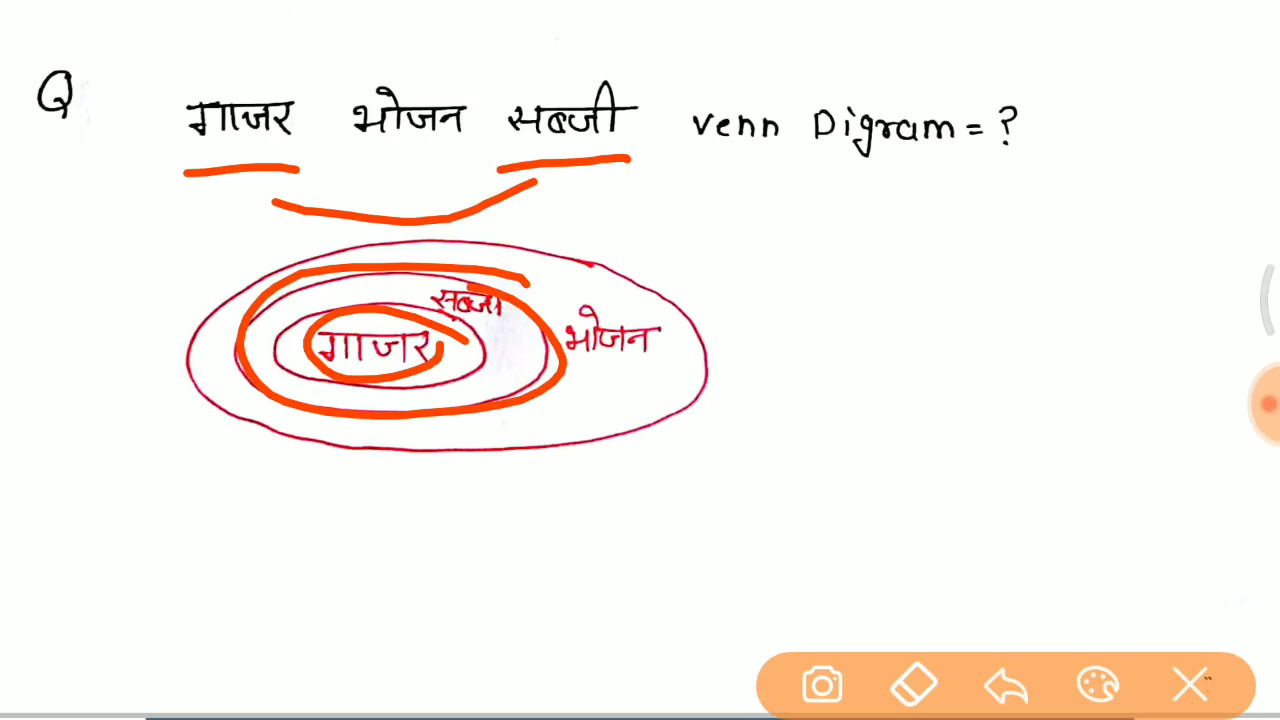 Q गाजर भोजन सब्जी venn Digram = ?
सब्जी
गाजर
भोजन